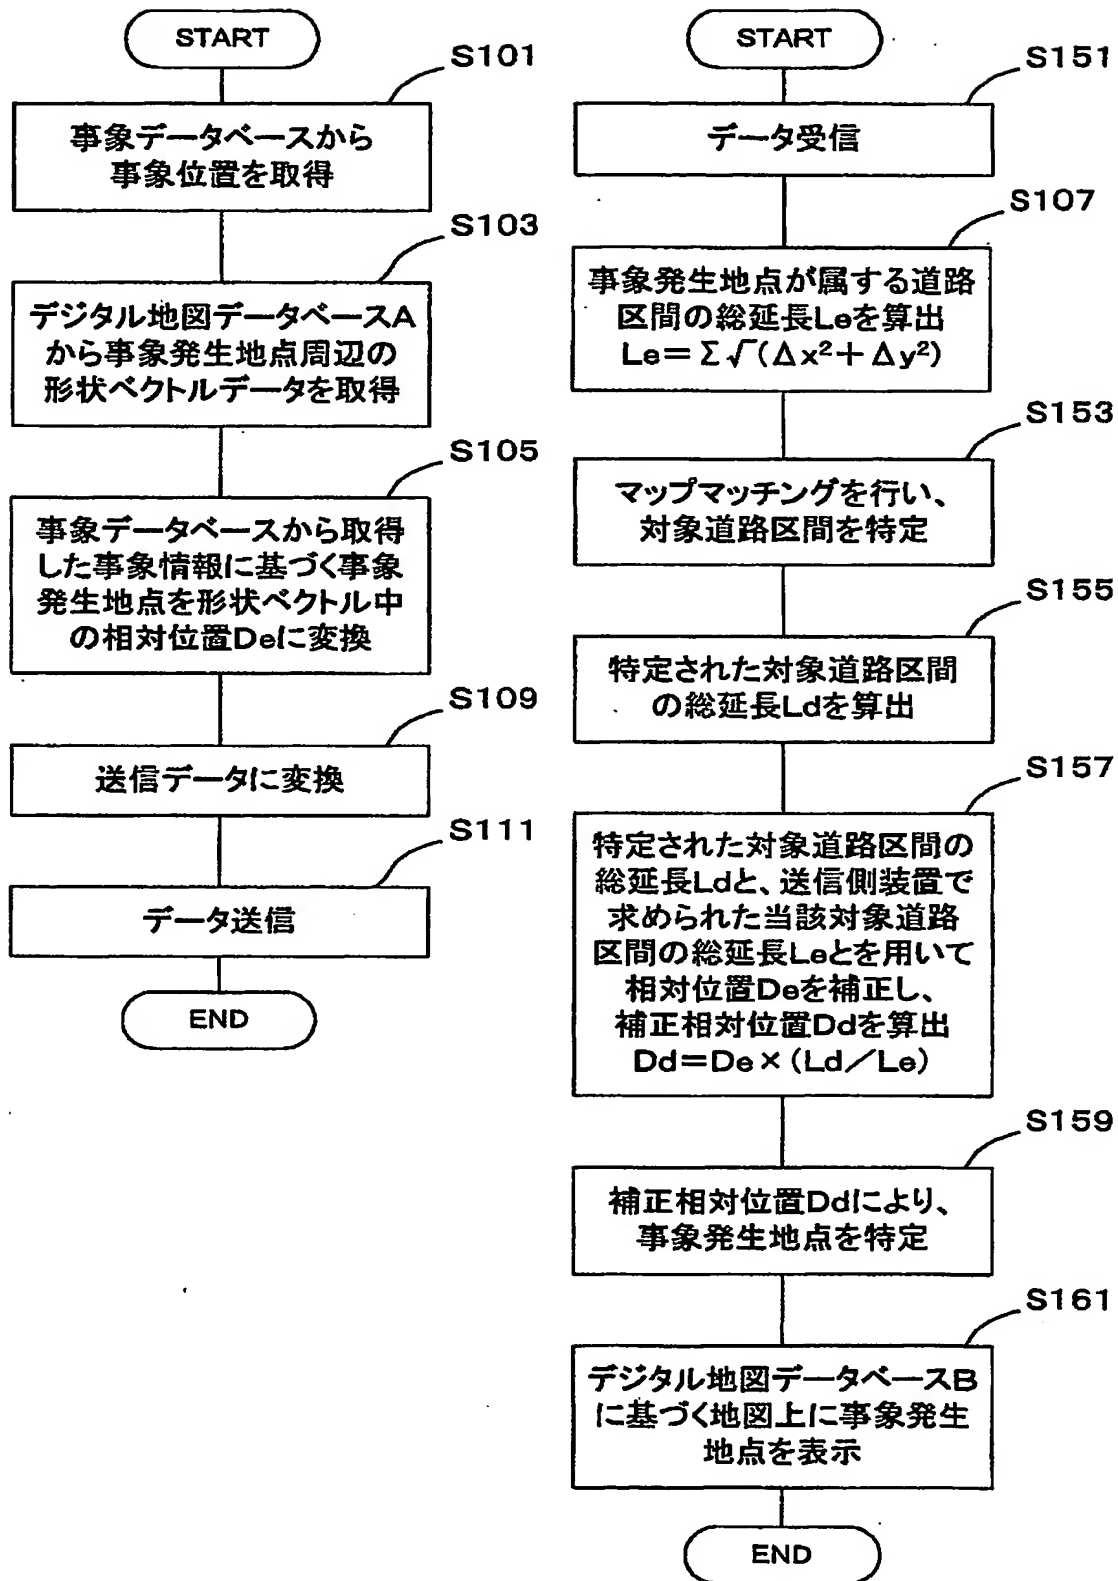 START
S101
事象データベースから
事象位置を取得
S103
デジタル地図データベースA
から事象発生地点周辺の
形状ベクトルデータを取得
S105
事象データベースから取得
した事象情報に基づく事象
発生地点を形状ベクトル中
の相対位置Deに変換
S109
送信データに変換
S111
データ送信
END
START
S151
データ受信
S107
事象発生地点が属する道路
区間の総延長Leを算出
Le=Σ√(Δx²+Δy²)
S153
マップマッチングを行い、
対象道路区間を特定
S155
特定された対象道路区間
の総延長Ldを算出
S157
特定された対象道路区間の
総延長Ldと、送信側装置で
求められた当該対象道路
区間の総延長Leとを用いて
相対位置Deを補正し、
補正相対位置Ddを算出
Dd=De×(Ld/Le)
S159
補正相対位置Ddにより、
事象発生地点を特定
S161
デジタル地図データベースB
に基づく地図上に事象発生
地点を表示
END